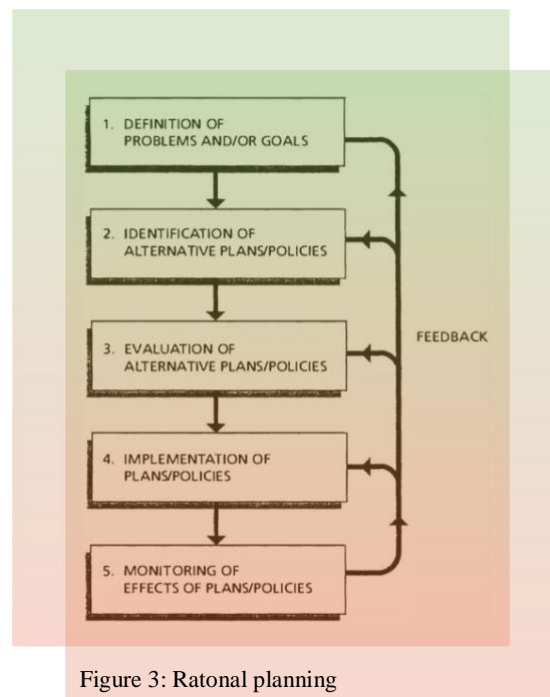 1. DEFINITION OF
PROBLEMS AND/OR GOALS
2. IDENTIFICATION OF
ALTERNATIVE PLANS/POLICIES
FEEDBACK
3. EVALUATION OF
ALTERNATIVE PLANS/POLICIES
4. IMPLEMENTATION OF
PLANS/POLICIES
5. MONITORING OF
EFFECTS OF PLANS/POLICIES
Figure 3: Ratonal planning